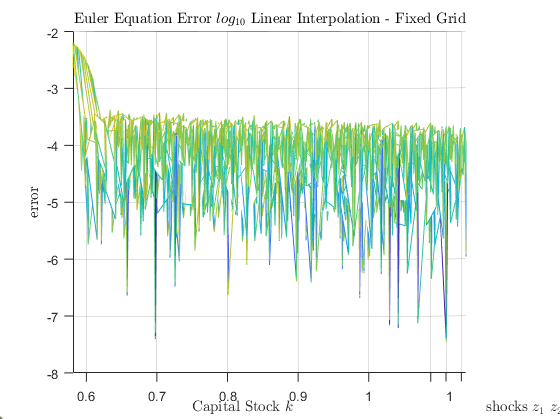 Euler Equation Error log₁₀ Linear Interpolation - Fixed Grid
-2
-3
-4
-5
-6
-7
-8
error
0.6 0.7 0.8 0.9 1 1
Capital Stock k shocks z₁